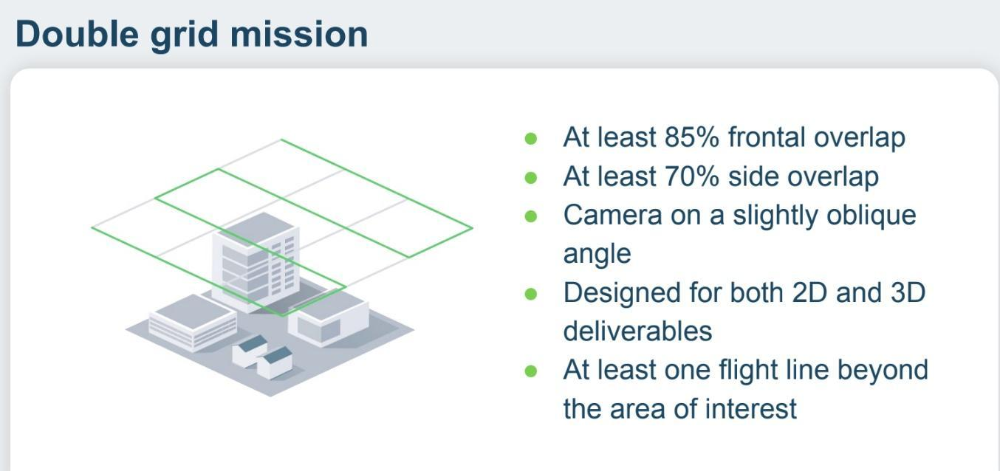 Double grid mission
At least 85% frontal overlap
At least 70% side overlap
Camera on a slightly oblique
angle
Designed for both 2D and 3D
deliverables
At least one flight line beyond
the area of interest